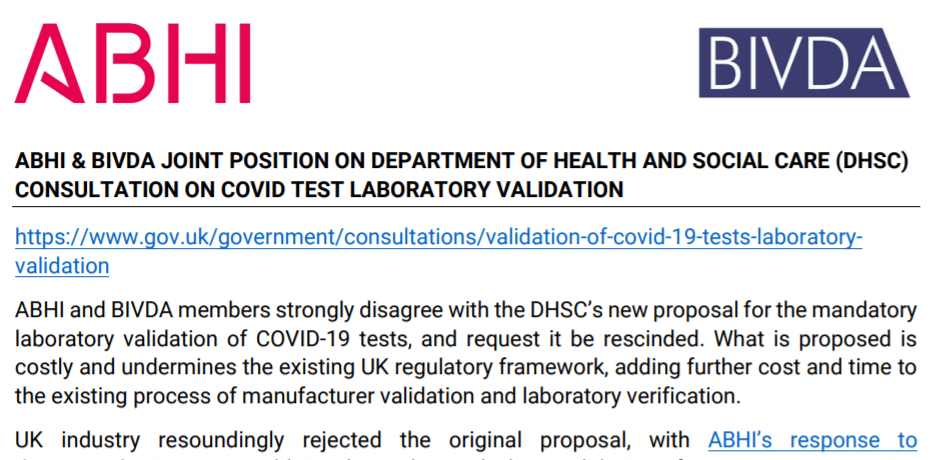 ABHI
BIVDA
ABHI & BIVDA JOINT POSITION ON DEPARTMENT OF HEALTH AND SOCIAL CARE (DHSC)
CONSULTATION ON COVID TEST LABORATORY VALIDATION
https://www.gov.uk/government/consultations/validation-of-covid-19-tests-laboratory-
validation
ABHI and BIVDA members strongly disagree with the DHSC’s new proposal for the mandatory
laboratory validation of COVID-19 tests, and request it be rescinded. What is proposed is
costly and undermines the existing UK regulatory framework, adding further cost and time to
the existing process of manufacturer validation and laboratory verification.
UK industry resoundingly rejected the original proposal, with ABHI’s response to